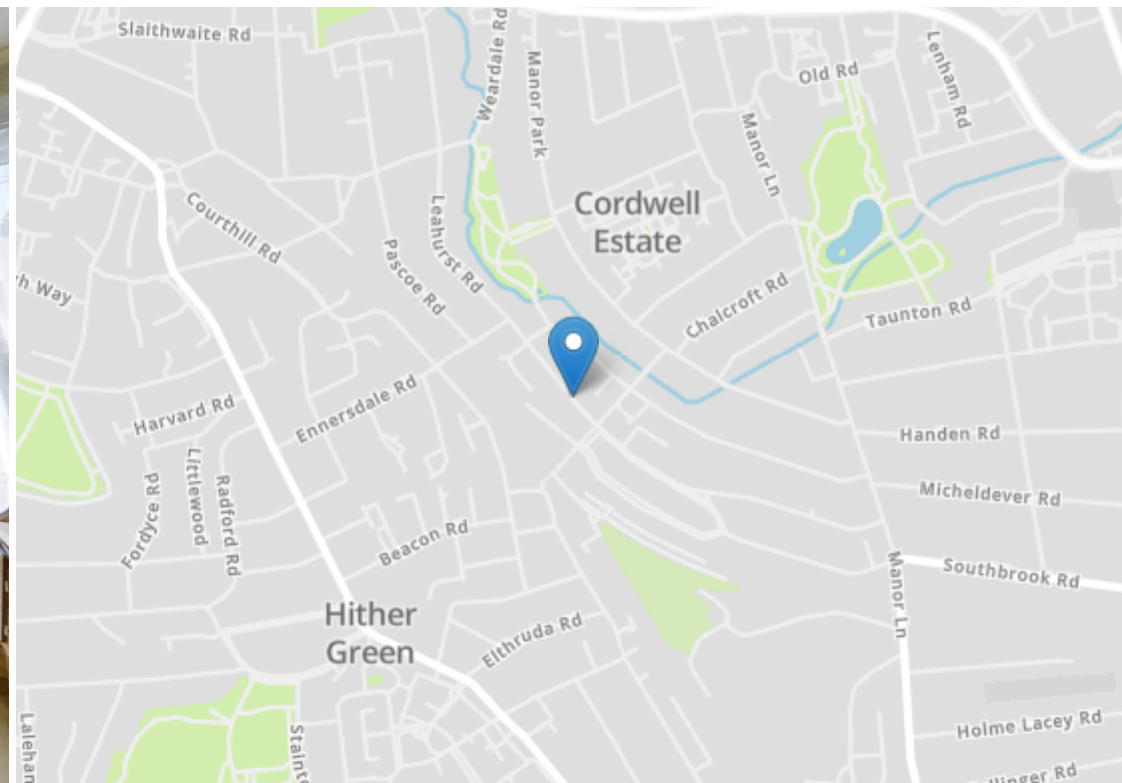 Slaithwaite Rd
Weardale Rd
Manor Park
Old Rd
Lenham Rd
Manor Ln
Cordwell
Estate
Courthill Rd
Leahurst Rd
Pascoe Rd
Way
Chalcroft Rd
Taunton Rd
Ennersdale Rd
Harvard Rd
Handen Rd
Fordyce Rd
Littlewood
Radford Rd
Micheldever Rd
Beacon Rd
Southbrook Rd
Manor Ln
Hither
Green
Elthruda Rd
Holme Lacey Rd
Rd